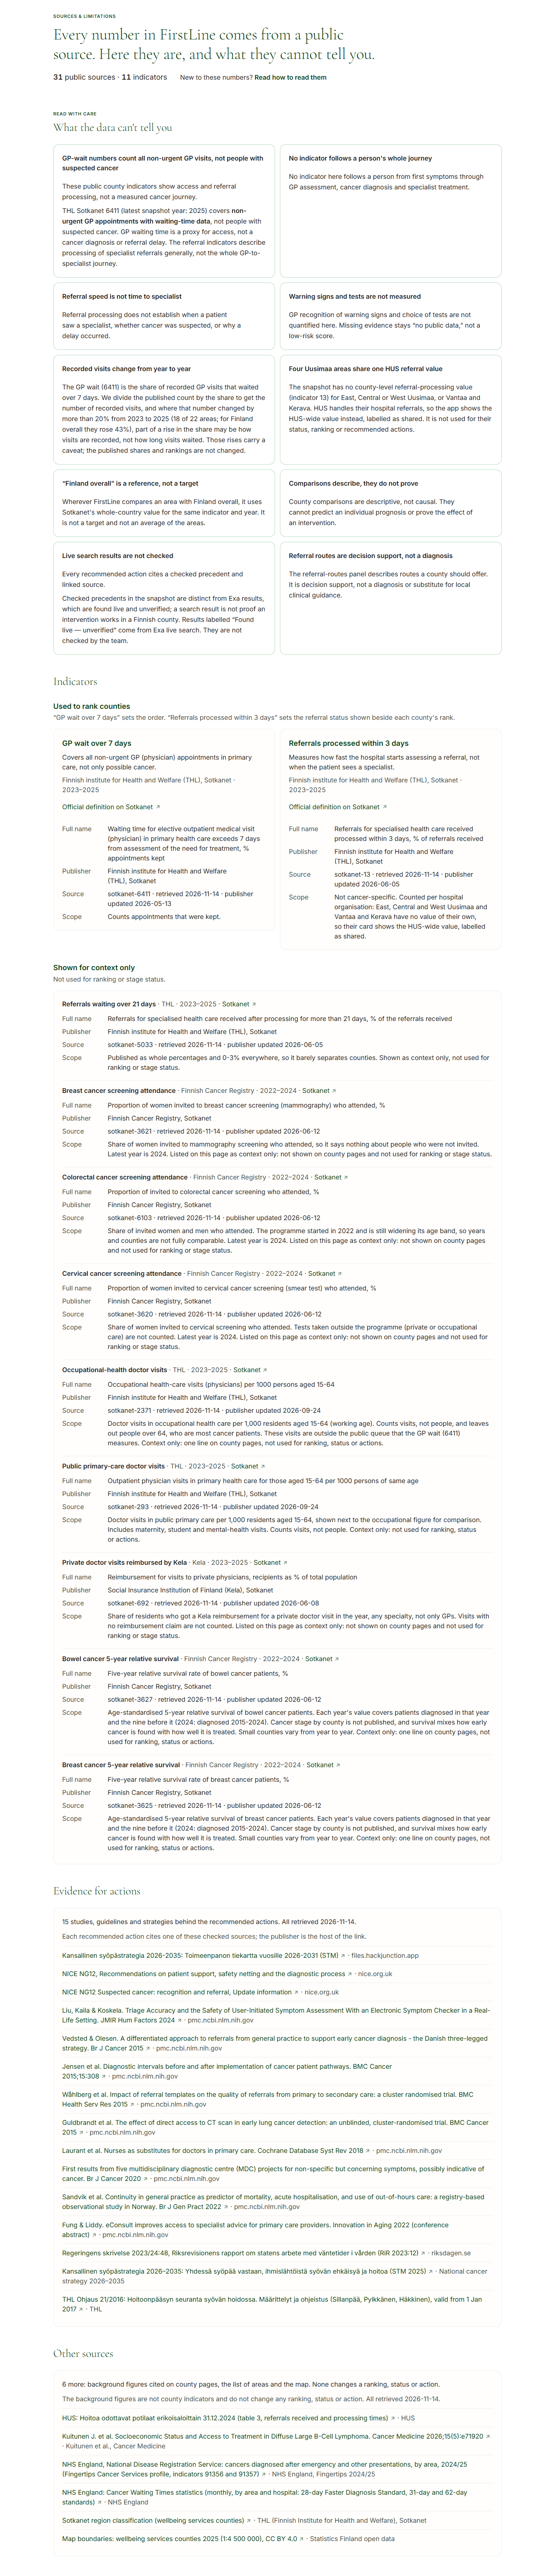 SOURCES & LIMITATIONS
Every number in FirstLine comes from a public
source. Here they are, and what they cannot tell you.
31 public sources · 11 indicators New to these numbers? Read how to read them
READ WITH CARE
What the data can't tell you
GP-wait numbers count all non-urgent GP visits, not people with
suspected cancer
These public county indicators show access and referral
processing, not a measured cancer journey.
THL Sotkanet 6411 (latest snapshot year: 2025) covers non-
urgent GP appointments with waiting-time data, not people with
suspected cancer. GP waiting time is a proxy for access, not a
cancer diagnosis or referral delay. The referral indicators describe
processing of specialist referrals generally, not the whole GP-to-
specialist journey.
No indicator follows a person's whole journey
No indicator here follows a person from first symptoms through
GP assessment, cancer diagnosis and specialist treatment.
Referral speed is not time to specialist
Referral processing does not establish when a patient
saw a specialist, whether cancer was suspected, or why a
delay occurred.
Warning signs and tests are not measured
GP recognition of warning signs and choice of tests are not
quantified here. Missing evidence stays "no public data," not a
low-risk score.
Recorded visits change from year to year
The GP wait (6411) is the share of recorded GP visits that waited
over 7 days. We divide the published count by the share to get the
number of recorded visits, and where that number changed by
more than 20% from 2023 to 2025 (18 of 22 areas; for Finland
overall they rose 43%), part of a rise in the share may be how
visits are recorded, not how long visits waited. Those rises carry a
caveat; the published shares and rankings are not changed.
Four Uusimaa areas share one HUS referral value
The snapshot has no county-level referral-processing value
(indicator 13) for East, Central or West Uusimaa, or Vantaa and
Kerava. HUS handles their hospital referrals, so the app shows the
HUS-wide value instead, labelled as shared. It is not used for their
status, ranking or recommended actions.
"Finland overall" is a reference, not a target
Wherever FirstLine compares an area with Finland overall, it uses
Sotkanet's whole-country value for the same indicator and year. It
is not a target and not an average of the areas.
Comparisons describe, they do not prove
County comparisons are descriptive, not causal. They
cannot predict an individual prognosis or prove the effect of
an intervention.
Live search results are not checked
Every recommended action cites a checked precedent and
linked source.
Checked precedents in the snapshot are distinct from Exa results,
which are found live and unverified; a search result is not proof an
intervention works in a Finnish county. Results labelled "Found
live — unverified" come from Exa live search. They are not
checked by the team.
Referral routes are decision support, not a diagnosis
The referral-routes panel describes routes a county should offer.
It is decision support, not a diagnosis or substitute for local
clinical guidance.
Indicators
Used to rank counties
"GP wait over 7 days" sets the order. "Referrals processed within 3 days" sets the referral status shown beside each county's rank.
GP wait over 7 days
Covers all non-urgent GP (physician) appointments in primary
care, not only possible cancer.
Finnish institute for Health and Welfare (THL), Sotkanet ·
2023–2025
Official definition on Sotkanet ↗
Full name Waiting time for elective outpatient medical visit
(physician) in primary health care exceeds 7 days
from assessment of the need for treatment, %
appointments kept
Publisher Finnish institute for Health and Welfare
(THL), Sotkanet
Source sotkanet-6411 · retrieved 2026-11-14 · publisher
updated 2026-05-13
Scope Counts appointments that were kept.
Referrals processed within 3 days
Measures how fast the hospital starts assessing a referral, not
when the patient sees a specialist.
Finnish institute for Health and Welfare (THL), Sotkanet ·
2023–2025
Official definition on Sotkanet ↗
Full name Referrals for specialised health care received
processed within 3 days, % of referrals received
Publisher Finnish institute for Health and Welfare
(THL), Sotkanet
Source sotkanet-13 · retrieved 2026-11-14 · publisher
updated 2026-06-05
Scope Not cancer-specific. Counted per hospital
organisation: East, Central and West Uusimaa and
Vantaa and Kerava have no value of their own,
so their card shows the HUS-wide value, labelled
as shared.
Shown for context only
Not used for ranking or stage status.
Referrals waiting over 21 days · THL · 2023–2025 · Sotkanet ↗
Full name Referrals for specialised health care received after processing for more than 21 days, % of the referrals received
Publisher Finnish institute for Health and Welfare (THL), Sotkanet
Source sotkanet-5033 · retrieved 2026-11-14 · publisher updated 2026-06-05
Scope Published as whole percentages and 0-3% everywhere, so it barely separates counties. Shown as context only, not used for
ranking or stage status.
Breast cancer screening attendance · Finnish Cancer Registry · 2022–2024 · Sotkanet ↗
Full name Proportion of women invited to breast cancer screening (mammography) who attended, %
Publisher Finnish Cancer Registry, Sotkanet
Source sotkanet-3621 · retrieved 2026-11-14 · publisher updated 2026-06-12
Scope Share of women invited to mammography screening who attended, so it says nothing about people who were not invited.
Latest year is 2024. Listed on this page as context only: not shown on county pages and not used for ranking or stage status.
Colorectal cancer screening attendance · Finnish Cancer Registry · 2022–2024 · Sotkanet ↗
Full name Proportion of invited to colorectal cancer screening who attended, %
Publisher Finnish Cancer Registry, Sotkanet
Source sotkanet-6103 · retrieved 2026-11-14 · publisher updated 2026-06-12
Scope Share of invited women and men who attended. The programme started in 2022 and is still widening its age band, so years
and counties are not fully comparable. Latest year is 2024. Listed on this page as context only: not shown on county pages
and not used for ranking or stage status.
Cervical cancer screening attendance · Finnish Cancer Registry · 2022–2024 · Sotkanet ↗
Full name Proportion of women invited to cervical cancer screening (smear test) who attended, %
Publisher Finnish Cancer Registry, Sotkanet
Source sotkanet-3620 · retrieved 2026-11-14 · publisher updated 2026-06-12
Scope Share of women invited to cervical screening who attended. Tests taken outside the programme (private or occupational
care) are not counted. Latest year is 2024. Listed on this page as context only: not shown on county pages and not used for
ranking or stage status.
Occupational-health doctor visits · THL · 2023–2025 · Sotkanet ↗
Full name Occupational health-care visits (physicians) per 1000 persons aged 15-64
Publisher Finnish institute for Health and Welfare (THL), Sotkanet
Source sotkanet-2371 · retrieved 2026-11-14 · publisher updated 2026-09-24
Scope Doctor visits in occupational health care per 1,000 residents aged 15-64 (working age). Counts visits, not people, and leaves
out people over 64, who are most cancer patients. These visits are outside the public queue that the GP wait (6411)
measures. Context only: one line on county pages, not used for ranking, status or actions.
Public primary-care doctor visits · THL · 2023–2025 · Sotkanet ↗
Full name Outpatient physician visits in primary health care for those aged 15-64 per 1000 persons of same age
Publisher Finnish institute for Health and Welfare (THL), Sotkanet
Source sotkanet-293 · retrieved 2026-11-14 · publisher updated 2026-09-24
Scope Doctor visits in public primary care per 1,000 residents aged 15-64, shown next to the occupational figure for comparison.
Includes maternity, student and mental-health visits. Counts visits, not people. Context only: not used for ranking, status
or actions.
Private doctor visits reimbursed by Kela · Kela · 2023–2025 · Sotkanet ↗
Full name Reimbursement for visits to private physicians, recipients as % of total population
Publisher Social Insurance Institution of Finland (Kela), Sotkanet
Source sotkanet-692 · retrieved 2026-11-14 · publisher updated 2026-06-08
Scope Share of residents who got a Kela reimbursement for a private doctor visit in the year, any specialty, not only GPs. Visits with
no reimbursement claim are not counted. Listed on this page as context only: not shown on county pages and not used for
ranking or stage status.
Bowel cancer 5-year relative survival · Finnish Cancer Registry · 2022–2024 · Sotkanet ↗
Full name Five-year relative survival rate of bowel cancer patients, %
Publisher Finnish Cancer Registry, Sotkanet
Source sotkanet-3627 · retrieved 2026-11-14 · publisher updated 2026-06-12
Scope Age-standardised 5-year relative survival of bowel cancer patients. Each year's value covers patients diagnosed in that year
and the nine before it (2024: diagnosed 2015-2024). Cancer stage by county is not published, and survival mixes how early
cancer is found with how well it is treated. Small counties vary from year to year. Context only: one line on county pages, not
used for ranking, status or actions.
Breast cancer 5-year relative survival · Finnish Cancer Registry · 2022–2024 · Sotkanet ↗
Full name Five-year relative survival rate of breast cancer patients, %
Publisher Finnish Cancer Registry, Sotkanet
Source sotkanet-3625 · retrieved 2026-11-14 · publisher updated 2026-06-12
Scope Age-standardised 5-year relative survival of breast cancer patients. Each year's value covers patients diagnosed in that year
and the nine before it (2024: diagnosed 2015-2024). Cancer stage by county is not published, and survival mixes how early
cancer is found with how well it is treated. Small counties vary from year to year. Context only: one line on county pages, not
used for ranking, status or actions.
Evidence for actions
15 studies, guidelines and strategies behind the recommended actions. All retrieved 2026-11-14.
Each recommended action cites one of these checked sources; the publisher is the host of the link.
Kansallinen syöpästrategia 2026-2035: Toimeenpanon tiekartta vuosille 2026-2031 (STM) ↗ · files.hackjunction.app
NICE NG12, Recommendations on patient support, safety netting and the diagnostic process ↗ · nice.org.uk
NICE NG12 Suspected cancer: recognition and referral, Update information ↗ · nice.org.uk
Liu, Kaila & Koskela. Triage Accuracy and the Safety of User-Initiated Symptom Assessment With an Electronic Symptom Checker in a Real-
Life Setting. JMIR Hum Factors 2024 ↗ · pmc.ncbi.nlm.nih.gov
Vedsted & Olesen. A differentiated approach to referrals from general practice to support early cancer diagnosis - the Danish three-legged
strategy. Br J Cancer 2015 ↗ · pmc.ncbi.nlm.nih.gov
Jensen et al. Diagnostic intervals before and after implementation of cancer patient pathways. BMC Cancer
2015;15:308 ↗ · pmc.ncbi.nlm.nih.gov
Wåhlberg et al. Impact of referral templates on the quality of referrals from primary to secondary care: a cluster randomised trial. BMC
Health Serv Res 2015 ↗ · pmc.ncbi.nlm.nih.gov
Guldbrandt et al. The effect of direct access to CT scan in early lung cancer detection: an unblinded, cluster-randomised trial. BMC Cancer
2015 ↗ · pmc.ncbi.nlm.nih.gov
Laurant et al. Nurses as substitutes for doctors in primary care. Cochrane Database Syst Rev 2018 ↗ · pmc.ncbi.nlm.nih.gov
First results from five multidisciplinary diagnostic centre (MDC) projects for non-specific but concerning symptoms, possibly indicative of
cancer. Br J Cancer 2020 ↗ · pmc.ncbi.nlm.nih.gov
Sandvik et al. Continuity in general practice as predictor of mortality, acute hospitalisation, and use of out-of-hours care: a registry-based
observational study in Norway. Br J Gen Pract 2022 ↗ · pmc.ncbi.nlm.nih.gov
Fung & Liddy. eConsult improves access to specialist advice for primary care providers. Innovation in Aging 2022 (conference
abstract) ↗ · pmc.ncbi.nlm.nih.gov
Regeringens skrivelse 2023/24:48, Riksrevisionens rapport om statens arbete med väntetider i vården (RiR 2023:12) ↗ · riksdagen.se
Kansallinen syöpästrategia 2026–2035: Yhdessä syöpää vastaan, ihmislähtöistä syövän ehkäisyä ja hoitoa (STM 2025) ↗ · National cancer
strategy 2026–2035
THL Ohjaus 21/2016: Hoitoonpääsyn seuranta syövän hoidossa. Määrittelyt ja ohjeistus (Sillanpää, Pylkkänen, Häkkinen), valid from 1 Jan
2017 ↗ · THL
Other sources
6 more: background figures cited on county pages, the list of areas and the map. None changes a ranking, status or action.
The background figures are not county indicators and do not change any ranking, status or action. All retrieved 2026-11-14.
HUS: Hoitoa odottavat potilaat erikoisaloittain 31.12.2024 (table 3, referrals received and processing times) ↗ · HUS
Kuitunen J. et al. Socioeconomic Status and Access to Treatment in Diffuse Large B-Cell Lymphoma. Cancer Medicine 2026;15(5):e71920 ↗
· Kuitunen et al., Cancer Medicine
NHS England, National Disease Registration Service: cancers diagnosed after emergency and other presentations, by area, 2024/25
(Fingertips Cancer Services profile, indicators 91356 and 91357) ↗ · NHS England, Fingertips 2024/25
NHS England: Cancer Waiting Times statistics (monthly, by area and hospital: 28-day Faster Diagnosis Standard, 31-day and 62-day
standards) ↗ · NHS England
Sotkanet region classification (wellbeing services counties) ↗ · THL (Finnish Institute for Health and Welfare), Sotkanet
Map boundaries: wellbeing services counties 2025 (1:4 500 000), CC BY 4.0 ↗ · Statistics Finland open data